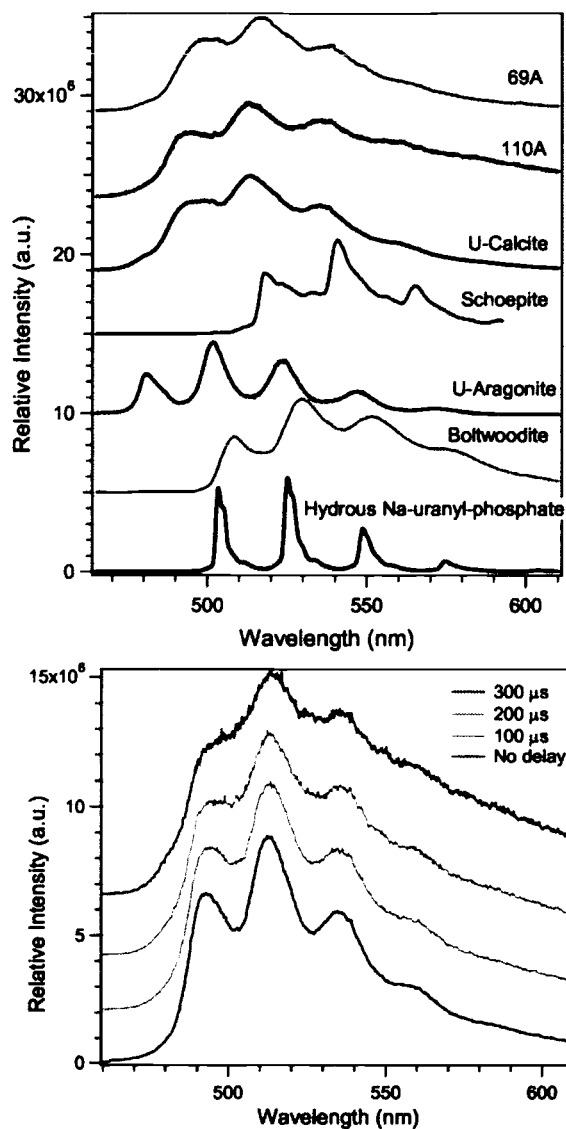 30x10⁶
20
10
0
Relative Intensity (a.u.)
69A
110A
U-Calcite
Schoepite
U-Aragonite
Boltwoodite
Hydrous Na-uranyl-phosphate
500
550
600
Wavelength (nm)
15x10⁶
10
5
0
Relative Intensity (a.u.)
300 µs
200 µs
100 µs
No delay
500
550
600
Wavelength (nm)